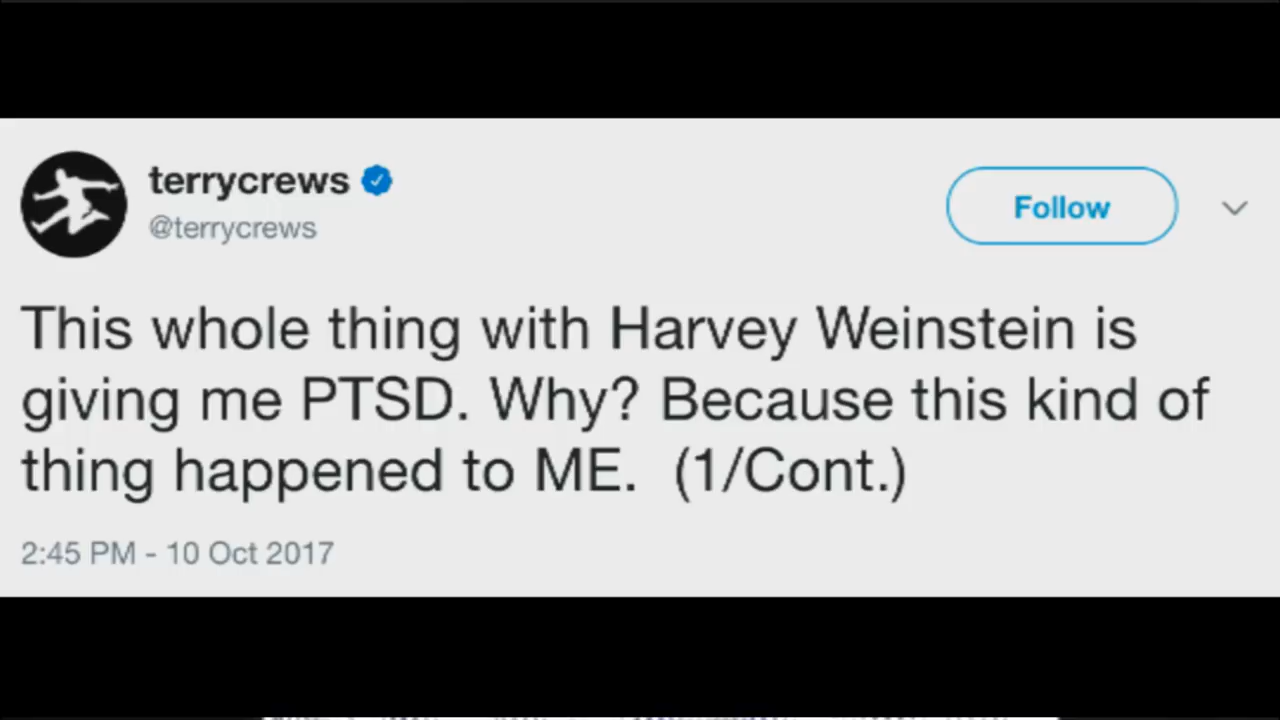 terrycrews
@terrycrews
Follow
This whole thing with Harvey Weinstein is
giving me PTSD. Why? Because this kind of
thing happened to ME. (1/Cont.)
2:45 PM - 10 Oct 2017